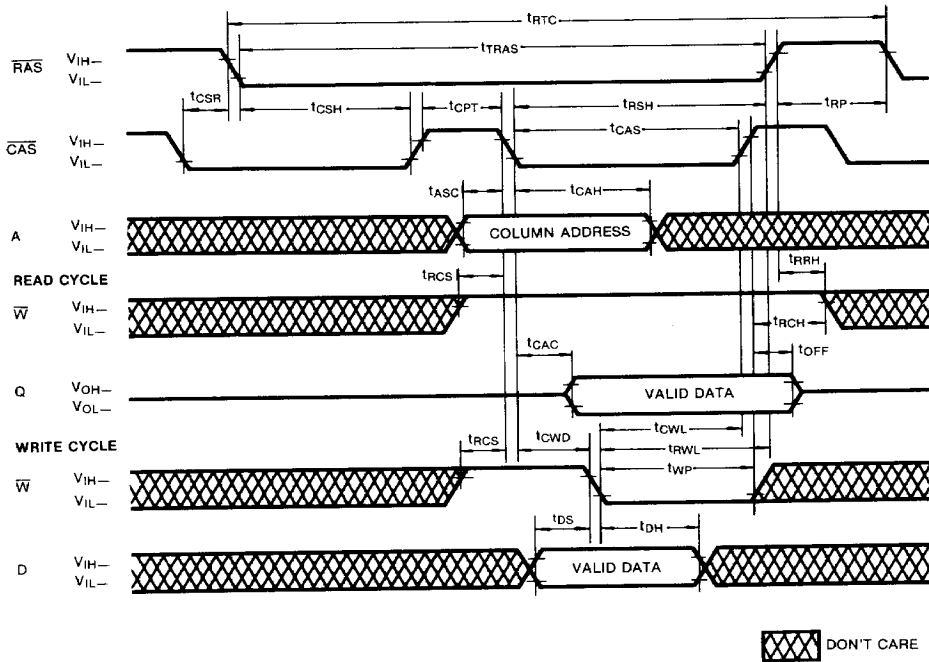 tRTC
tTRAS
RAS VIH—
VIL—
tCSR tCSH tCPT tRSH tRP
CAS VIH—
VIL—
tCAS
tASC tCAH
A VIH—
VIL—
COLUMN ADDRESS
READ CYCLE
tRCS tRRH
W VIH—
VIL—
tRCH
tCAC tOFF
Q VOH—
VOL—
VALID DATA
tCWL
WRITE CYCLE
tRCS tCWD tRWL
W VIH—
VIL—
tWP
tDS tDH
D VIH—
VIL—
VALID DATA
DON'T CARE